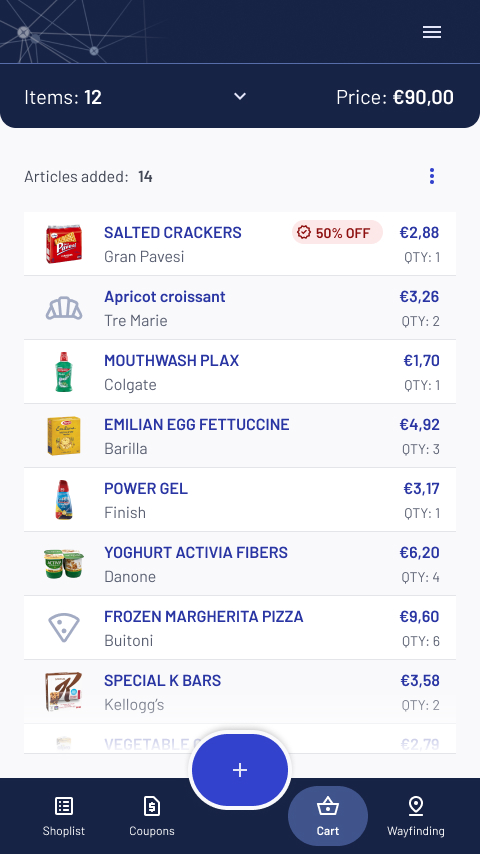 Items: 12
Price: €90,00
Articles added: 14
SALTED CRACKERS
50% OFF
€2,88
Gran Pavesi
QTY: 1
Apricot croissant
€3,26
Tre Marie
QTY: 2
MOUTHWASH PLAX
€1,70
Colgate
QTY: 1
EMILIAN EGG FETTUCCINE
€4,92
Barilla
QTY: 3
POWER GEL
€3,17
Finish
QTY: 1
YOGHURT ACTIVIA FIBERS
€6,20
Danone
QTY: 4
FROZEN MARGHERITA PIZZA
€9,60
Buitoni
QTY: 6
SPECIAL K BARS
€3,58
Kellogg's
QTY: 2
VEGETABLE
€2,79
Shoplist
Coupons
Cart
Wayfinding